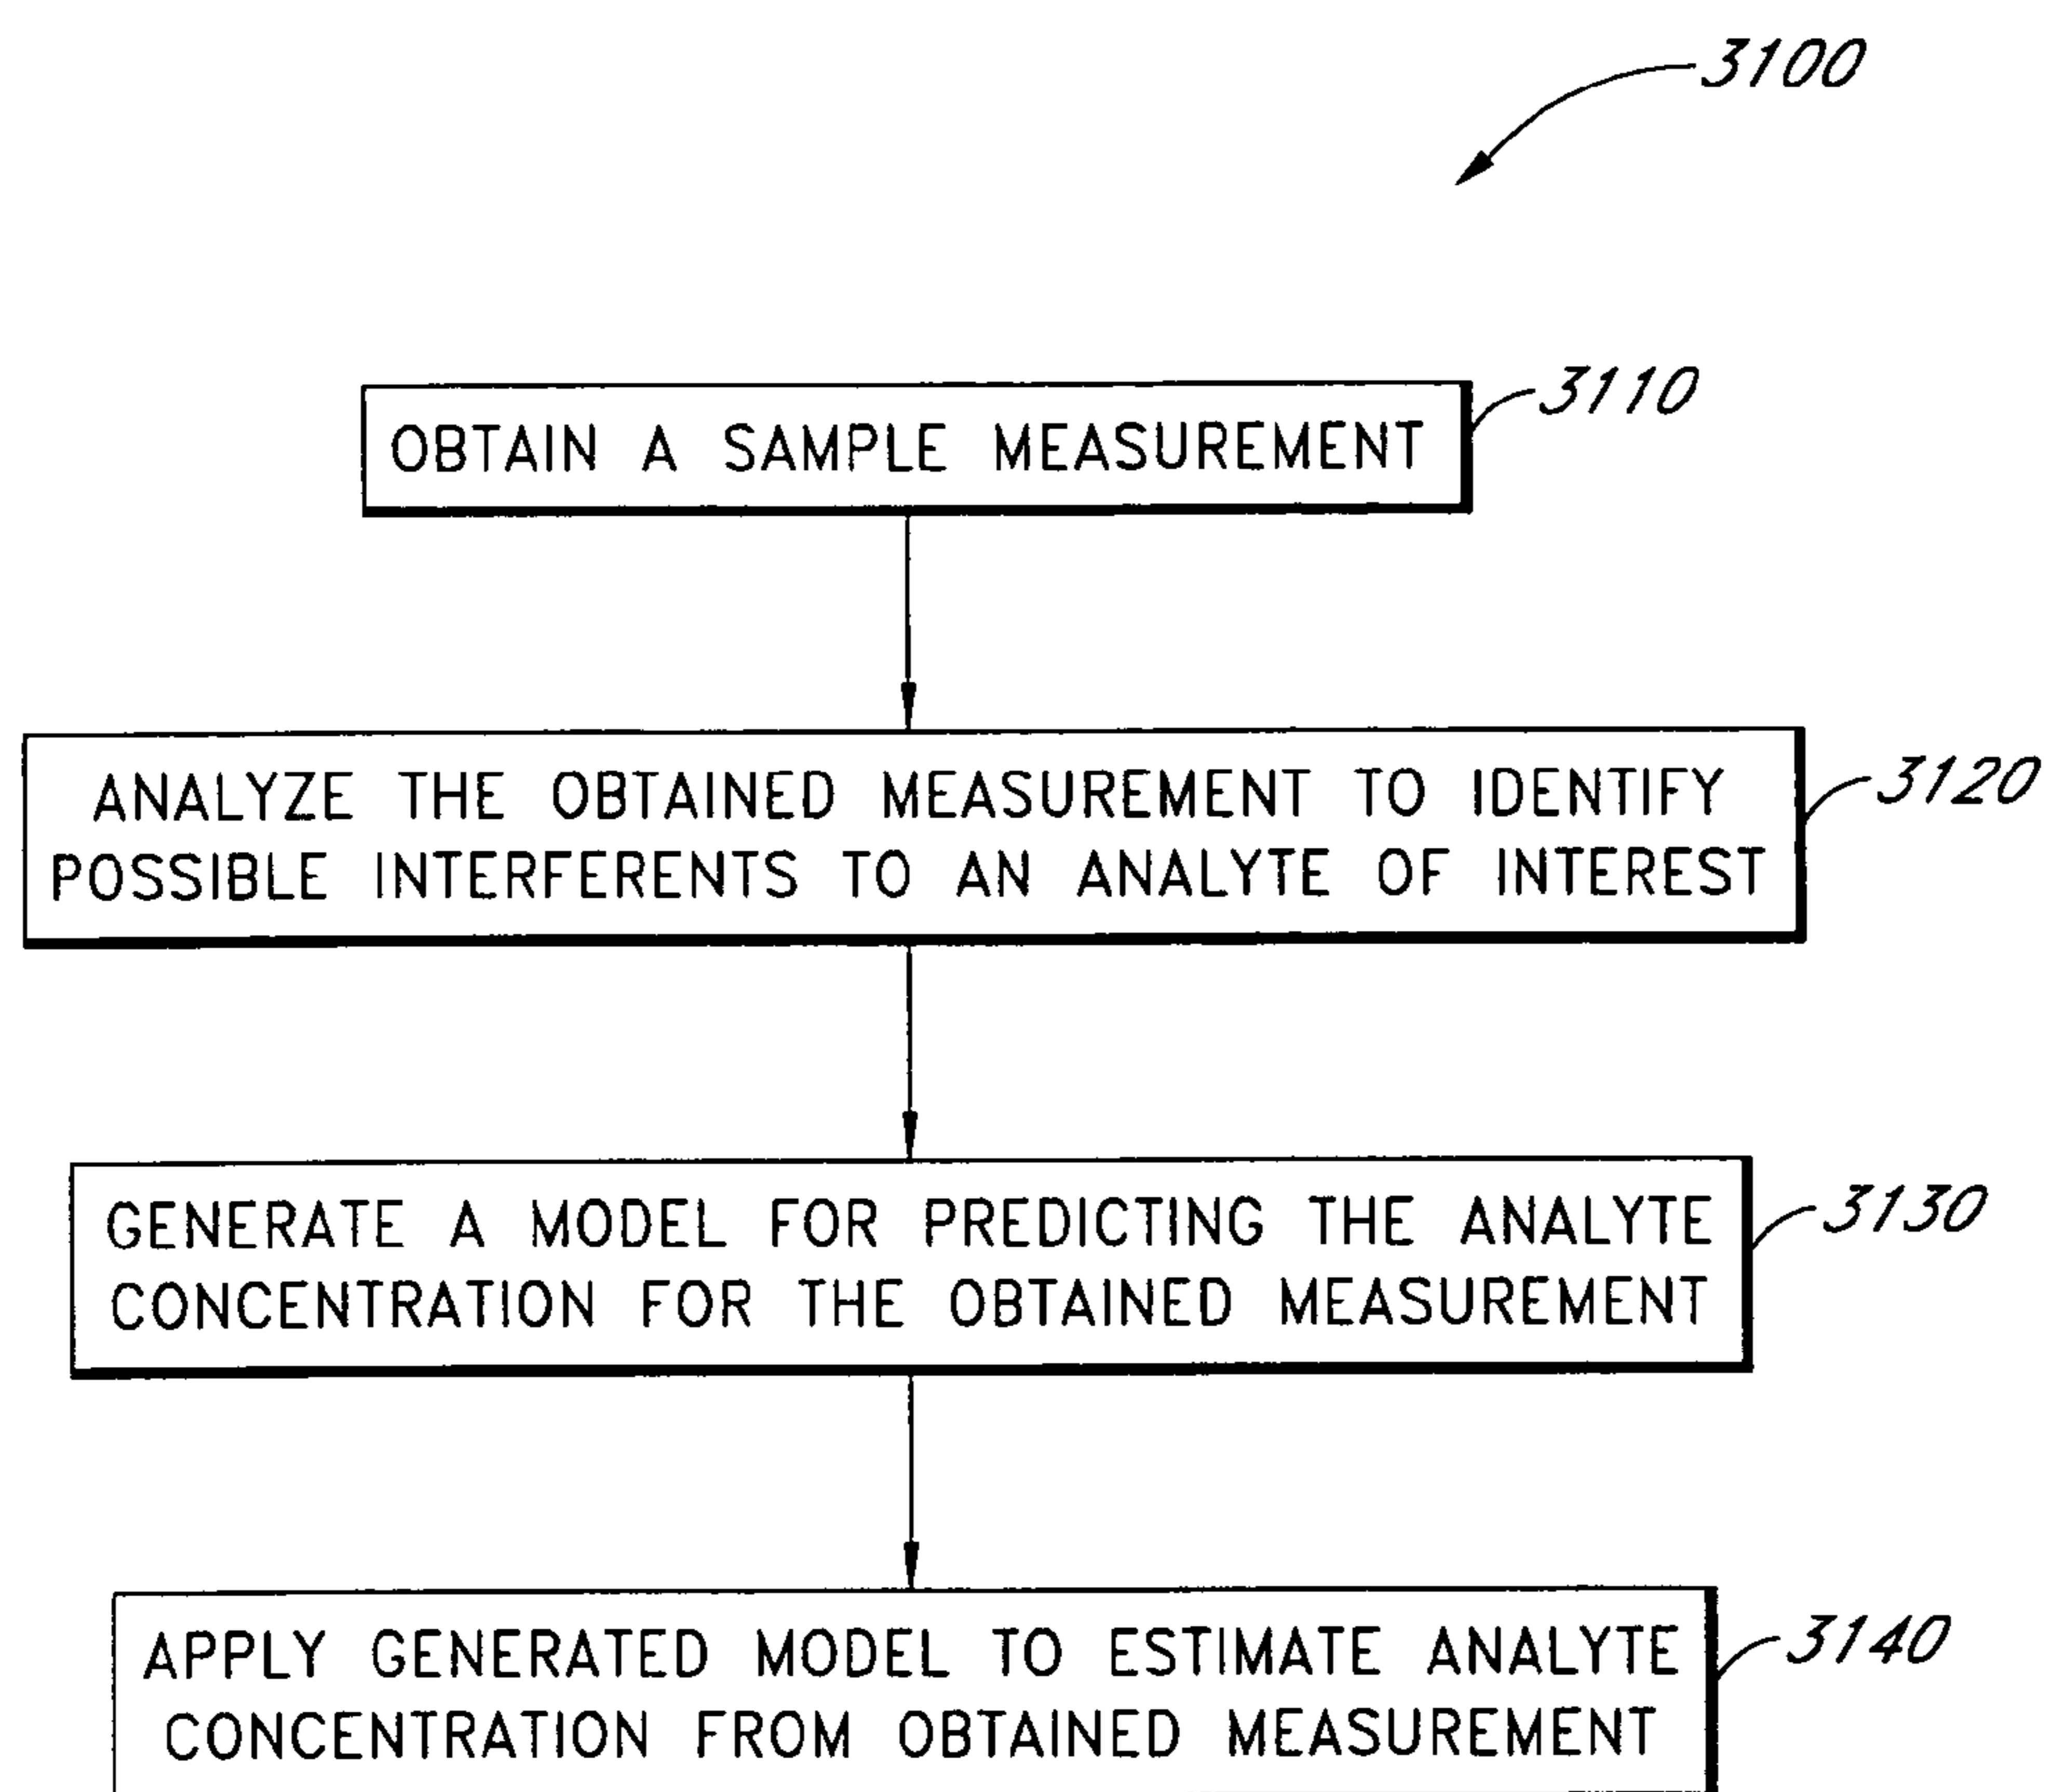 3100
OBTAIN A SAMPLE MEASUREMENT
3110
ANALYZE THE OBTAINED MEASUREMENT TO IDENTIFY
POSSIBLE INTERFERENTS TO AN ANALYTE OF INTEREST
3120
GENERATE A MODEL FOR PREDICTING THE ANALYTE
CONCENTRATION FOR THE OBTAINED MEASUREMENT
3130
APPLY GENERATED MODEL TO ESTIMATE ANALYTE
CONCENTRATION FROM OBTAINED MEASUREMENT
3140